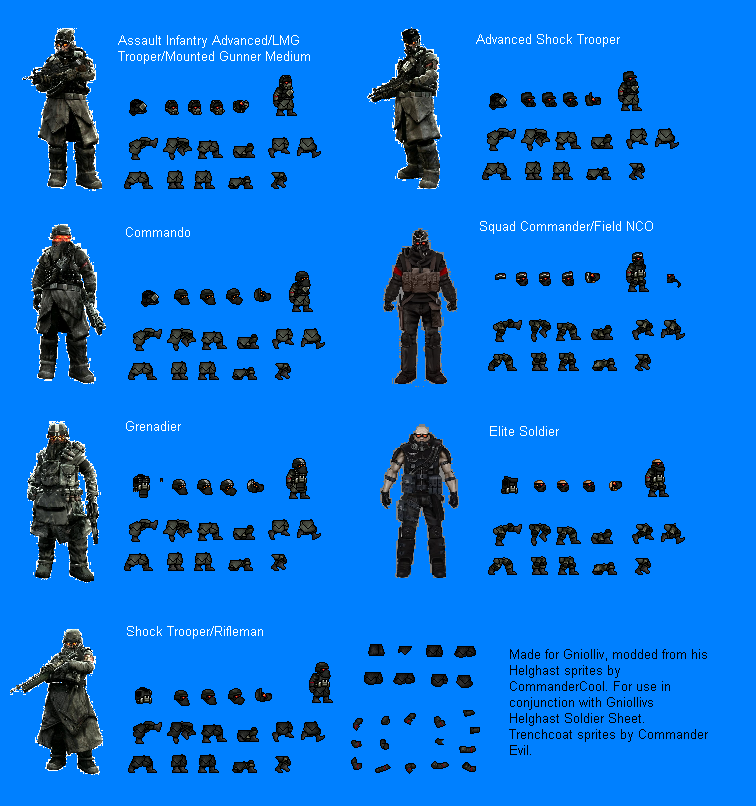 Assault Infantry Advanced/LMG
Trooper/Mounted Gunner Medium
Advanced Shock Trooper
Commando
Squad Commander/Field NCO
Grenadier
Elite Soldier
Shock Trooper/Rifleman
Made for Gniolliv, modded from his
Helghast sprites by
CommanderCool. For use in
conjunction with Gniollivs
Helghast Soldier Sheet.
Trenchcoat sprites by Commander
Evil.